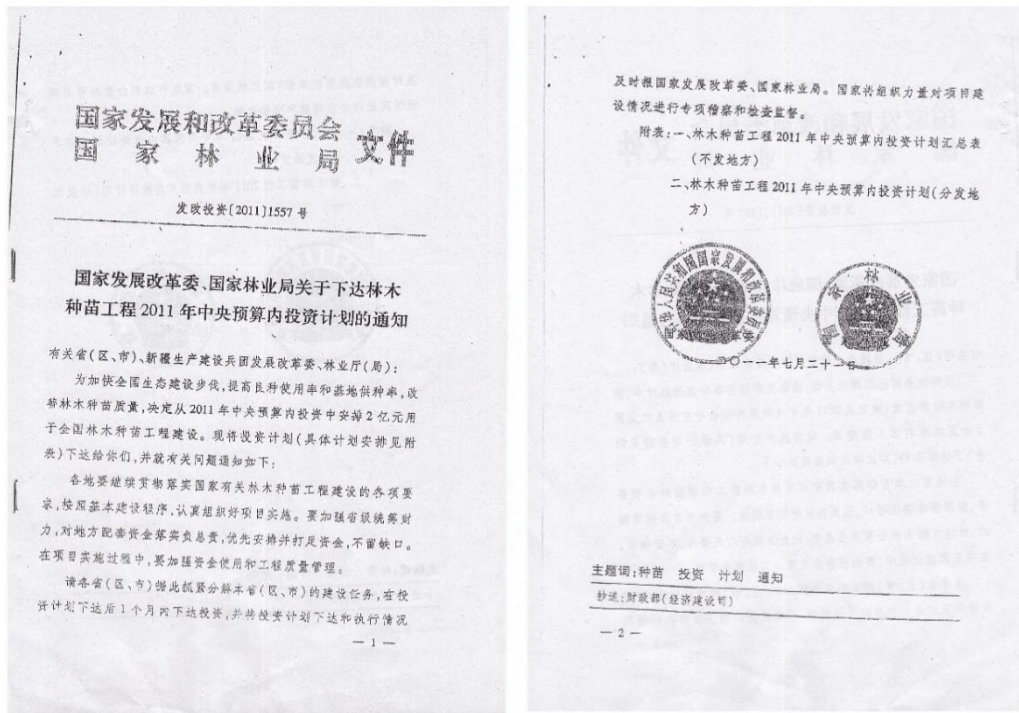 国家发展和改革委员会
国家林业局
文件
发改投资〔2011〕1557号
国家发展改革委、国家林业局关于下达林木
种苗工程2011年中央预算内投资计划的通知
有关省(区、市)、新疆生产建设兵团发展改革委、林业厅(局):
为加快全国生态建设步伐,提高良种使用率和基地供种率,改
善林木种苗质量,决定从2011年中央预算内投资中安排2亿元用
于全国林木种苗工程建设。现将投资计划(具体计划安排见附
表)下达给你们,并就有关问题通知如下:
各地要继续贯彻落实国家有关林木种苗工程建设的各项要
求,按照基本建设程序,认真组织好项目实施。要加强省级统筹财
力,对地方配套资金落实负总责,优先安排并打足资金,不留缺口。
在项目实施过程中,要加强资金使用和工程质量管理。
请各省(区、市)据此抓紧分解本省(区、市)的建设任务,在投
资计划下达后1个月内下达投资,并将投资计划下达和执行情况
— 1 —
及时报国家发展改革委、国家林业局。国家将组织力量对项目建
设情况进行专项稽察和检查监督。
附表:一、林木种苗工程2011年中央预算内投资计划汇总表
(不发地方)
二、林木种苗工程2011年中央预算内投资计划(分发地
方)
中华人民共和国国家发展和改革委员会
国家林业局
二〇一一年七月二十一日
主题词:种苗 投资 计划 通知
抄送:财政部(经济建设司)
— 2 —